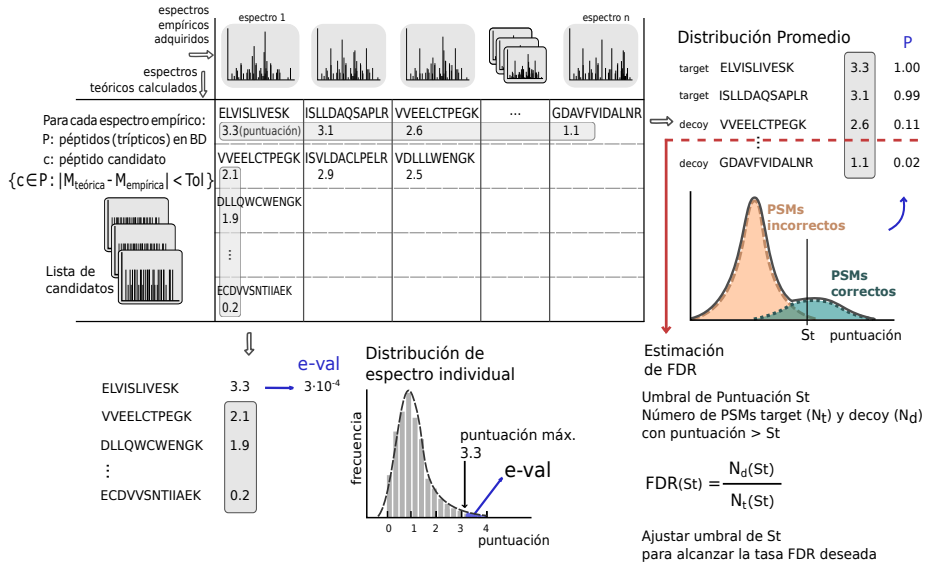 espectros
empíricos
adquiridos
espectro 1
espectro n
espectros
teóricos calculados
Para cada espectro empírico:
P: péptidos (trípticos) en BD
c: péptido candidato
{c∈P: |Mteórica - Mempírica| < Tol}
Lista de
candidatos
ELVISLIVESK ISLLDAQSAPLR VVEELCTPEGK ... GDAVFVIDALNR
3.3(puntuación) 3.1 2.6 1.1
VVEELCTPEGK ISVLDACLPELR VDLLLWENGK
2.1 2.9 2.5
DLLQWCWENGK
1.9
⋮
ECDVVSNTIIAEK
0.2
Distribución Promedio
P
target ELVISLIVESK 3.3 1.00
target ISLLDAQSAPLR 3.1 0.99
decoy VVEELCTPEGK 2.6 0.11
⋮
decoy GDAVFVIDALNR 1.1 0.02
PSMs
incorrectos
PSMs
correctos
St puntuación
e-val
ELVISLIVESK 3.3 3·10⁻⁴
VVEELCTPEGK 2.1
DLLQWCWENGK 1.9
⋮
ECDVVSNTIIAEK 0.2
Distribución de
espectro individual
frecuencia
puntuación máx.
3.3
e-val
0 1 2 3 4
puntuación
Estimación
de FDR
Umbral de Puntuación St
Número de PSMs target (Nt) y decoy (Nd)
con puntuación > St
FDR(St) = Nd(St)
Nt(St)
Ajustar umbral de St
para alcanzar la tasa FDR deseada